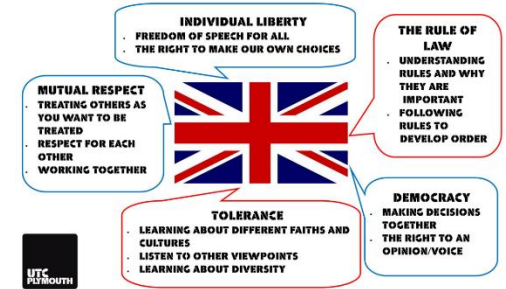 INDIVIDUAL LIBERTY
. FREEDOM OF SPEECH FOR ALL
. THE RIGHT TO MAKE OUR OWN CHOICES
THE RULE OF
LAW
. UNDERSTANDING
RULES AND WHY
THEY ARE
IMPORTANT
. FOLLOWING
RULES TO
DEVELOP ORDER
MUTUAL RESPECT
. TREATING OTHERS AS
YOU WANT TO BE
TREATED
. RESPECT FOR EACH
OTHER
. WORKING TOGETHER
DEMOCRACY
. MAKING DECISIONS
TOGETHER
. THE RIGHT TO AN
OPINION/VOICE
TOLERANCE
. LEARNING ABOUT DIFFERENT FAITHS AND
CULTURES
. LISTEN TO OTHER VIEWPOINTS
. LEARNING ABOUT DIVERSITY
UTC
PLYMOUTH